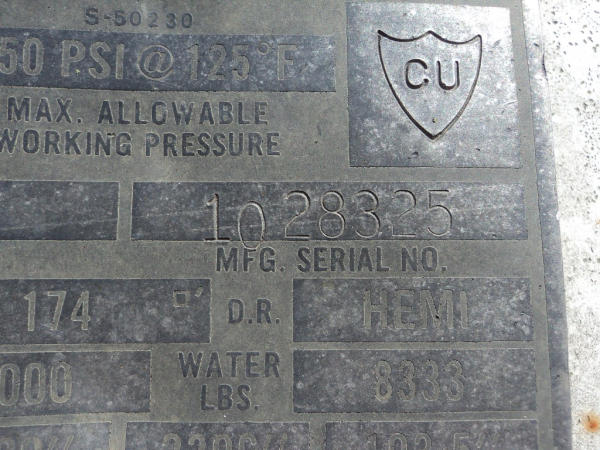 S-50230
50 PSI @ 125°F
CU
MAX. ALLOWABLE
WORKING PRESSURE
1028325
MFG. SERIAL NO.
174 D.R. HEMI
000 WATER LBS. 8333